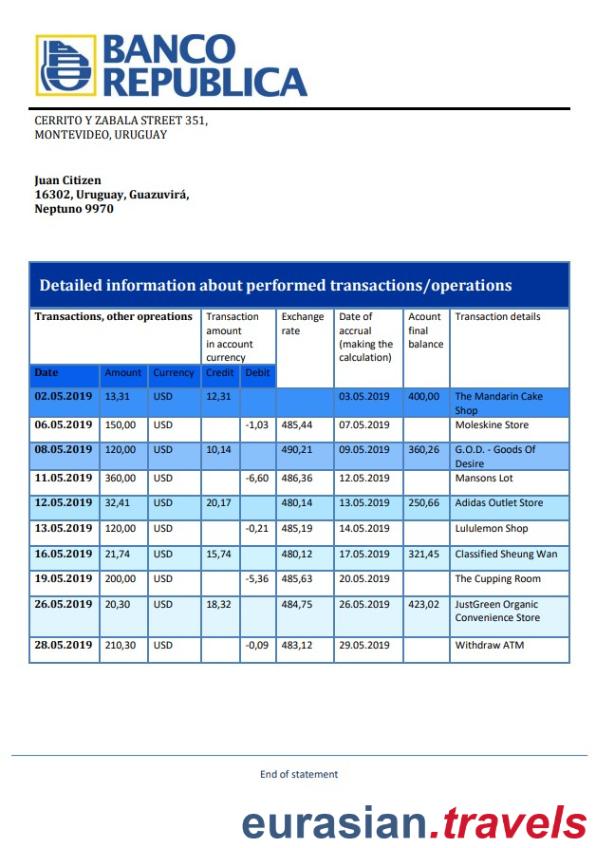 BANCO
REPUBLICA
CERRITO Y ZABALA STREET 351,
MONTEVIDEO, URUGUAY
Juan Citizen
16302, Uruguay, Guazuvirá,
Neptuno 9970
Detailed information about performed transactions/operations
Transactions, other opreations Transaction amount in account currency Exchange rate Date of accrual (making the calculation) Acount final balance Transaction details
Date Amount Currency Credit Debit
02.05.2019 13,31 USD 12,31 03.05.2019 400,00 The Mandarin Cake Shop
06.05.2019 150,00 USD -1,03 485,44 07.05.2019 Moleskine Store
08.05.2019 120,00 USD 10,14 490,21 09.05.2019 360,26 G.O.D. - Goods Of Desire
11.05.2019 360,00 USD -6,60 486,36 12.05.2019 Mansons Lot
12.05.2019 32,41 USD 20,17 480,14 13.05.2019 250,66 Adidas Outlet Store
13.05.2019 120,00 USD -0,21 485,19 14.05.2019 Lululemon Shop
16.05.2019 21,74 USD 15,74 480,12 17.05.2019 321,45 Classified Sheung Wan
19.05.2019 200,00 USD -5,36 485,63 20.05.2019 The Cupping Room
26.05.2019 20,30 USD 18,32 484,75 26.05.2019 423,02 JustGreen Organic Convenience Store
28.05.2019 210,30 USD -0,09 483,12 29.05.2019 Withdraw ATM
End of statement
eurasian.travels